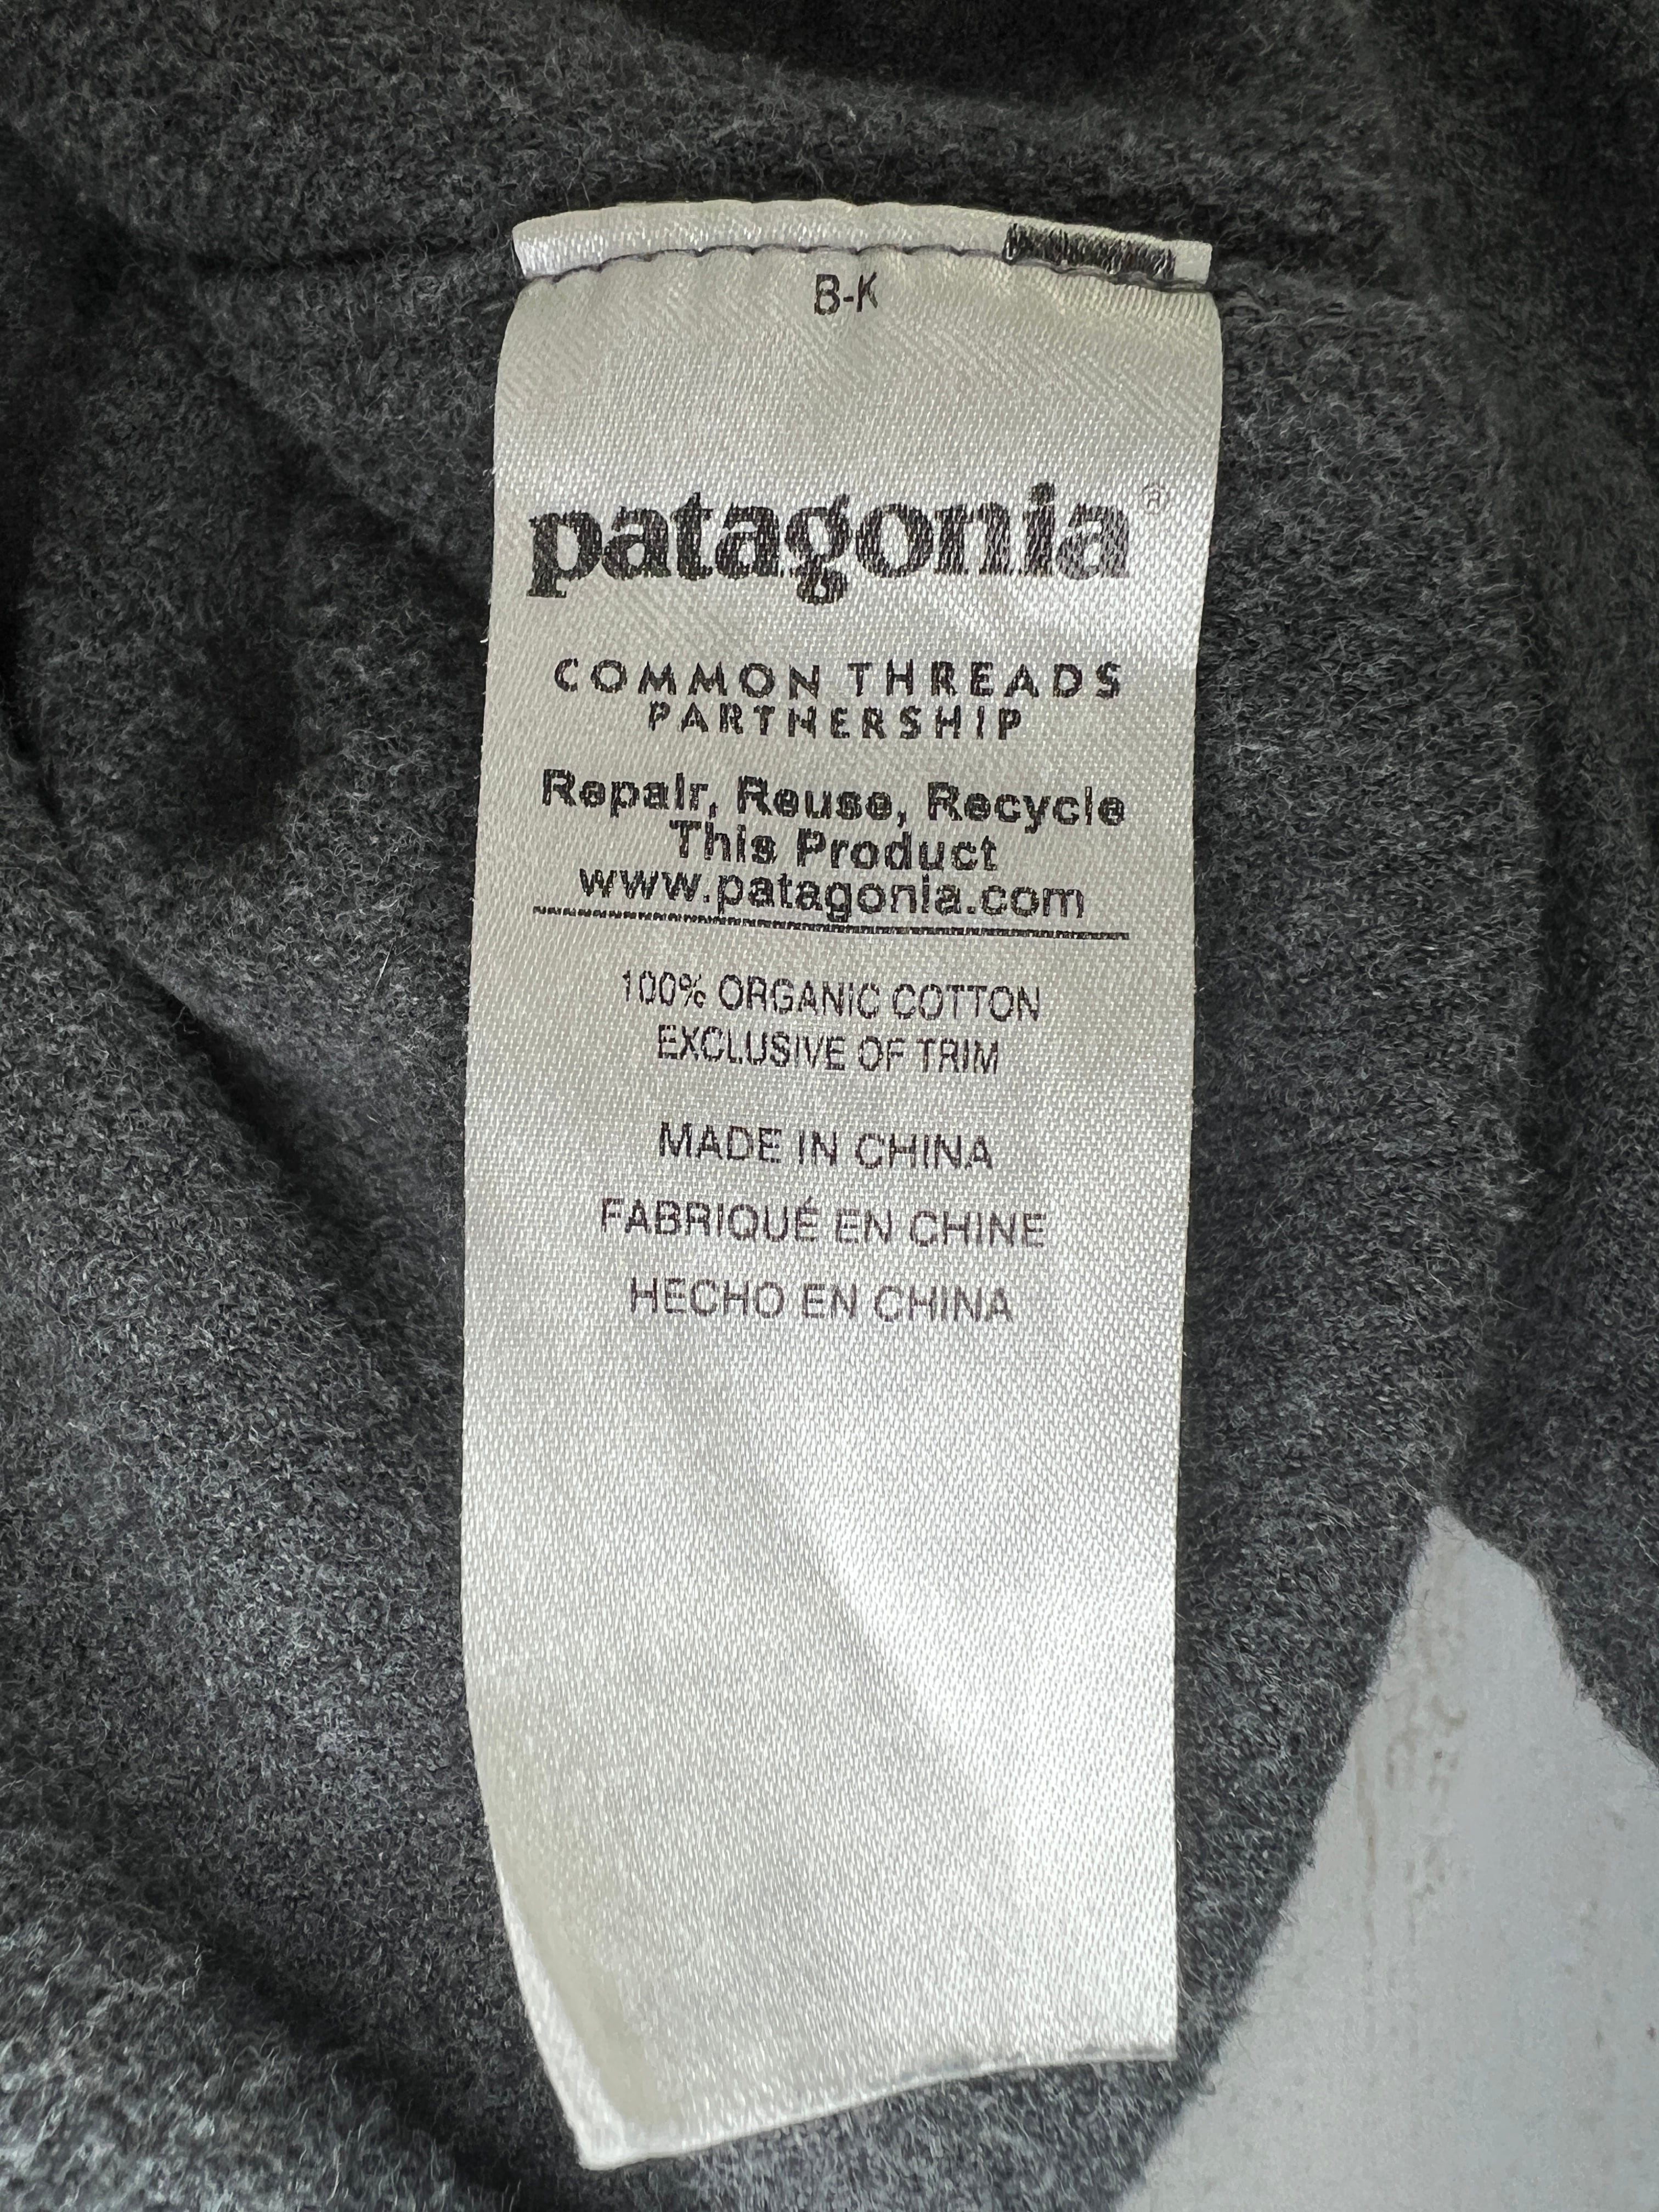 B-K
patagonia®
COMMON THREADS
PARTNERSHIP
Repair, Reuse, Recycle
This Product
www.patagonia.com
100% ORGANIC COTTON
EXCLUSIVE OF TRIM
MADE IN CHINA
FABRIQUÉ EN CHINE
HECHO EN CHINA